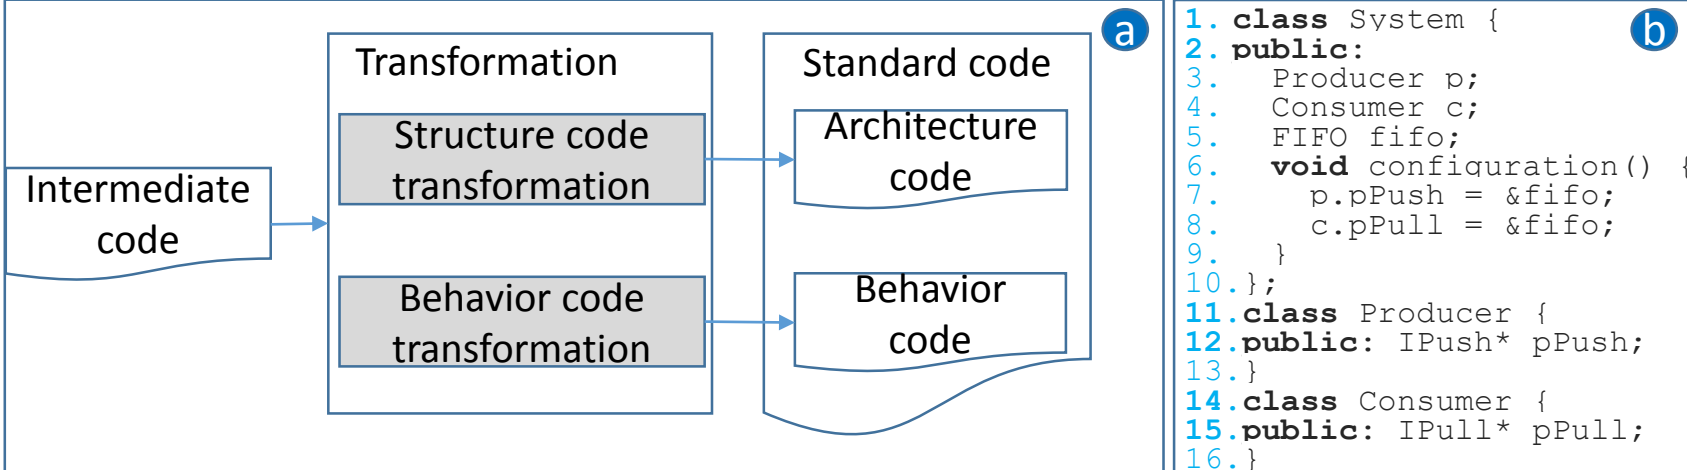 a
Transformation
Standard code
Structure code
transformation
Architecture
code
Intermediate
code
Behavior code
transformation
Behavior
code
b
1. class System {
2. public:
3. Producer p;
4. Consumer c;
5. FIFO fifo;
6. void configuration() {
7. p.pPush = &fifo;
8. c.pPull = &fifo;
9. }
10.};
11.class Producer {
12.public: IPush* pPush;
13.}
14.class Consumer {
15.public: IPull* pPull;
16.}